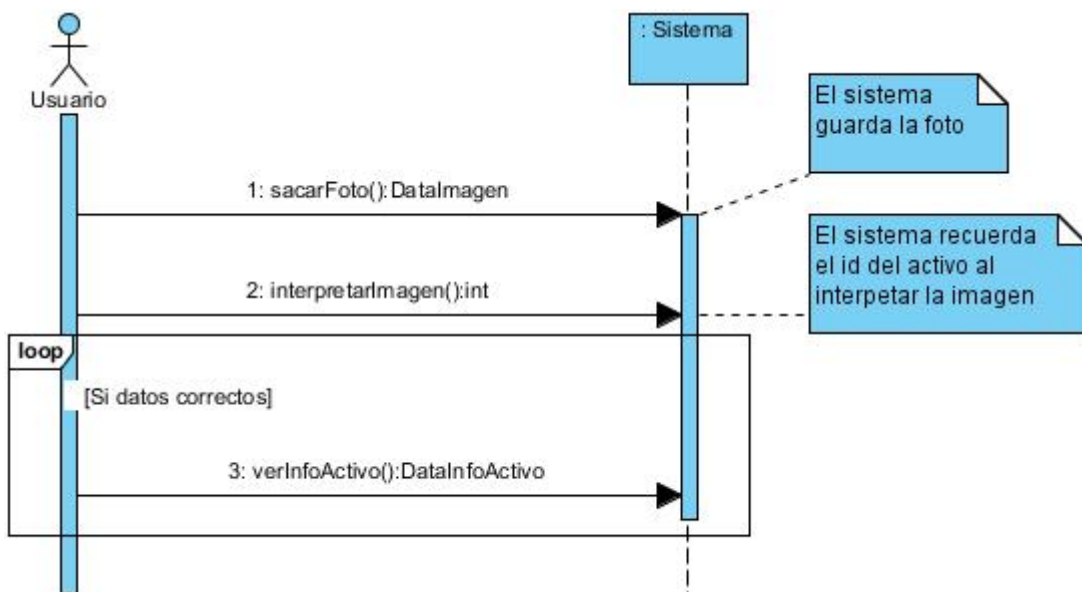 : Sistema
Usuario
El sistema
guarda la foto
1: sacarFoto():DataImagen
El sistema recuerda
el id del activo al
interpetar la imagen
2: interpretarImagen():int
loop
[Si datos correctos]
3: verInfoActivo():DataInfoActivo